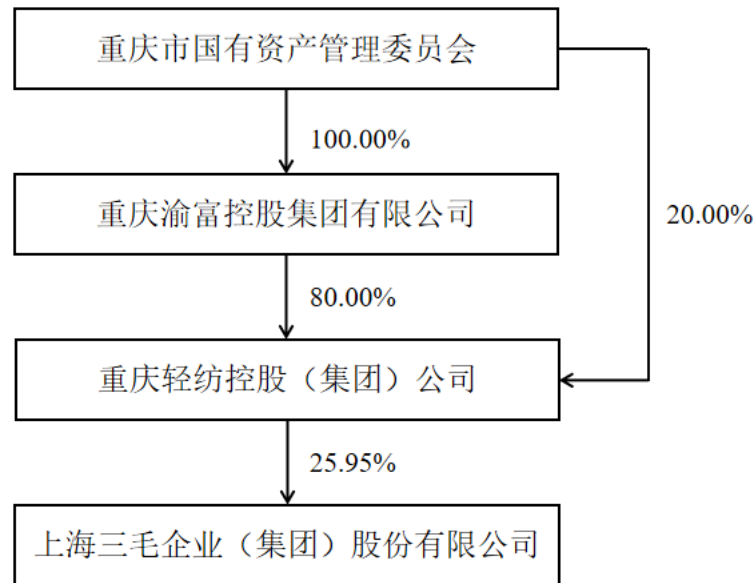 重庆市国有资产管理委员会
100.00%
重庆渝富控股集团有限公司
20.00%
80.00%
重庆轻纺控股（集团）公司
25.95%
上海三毛企业（集团）股份有限公司